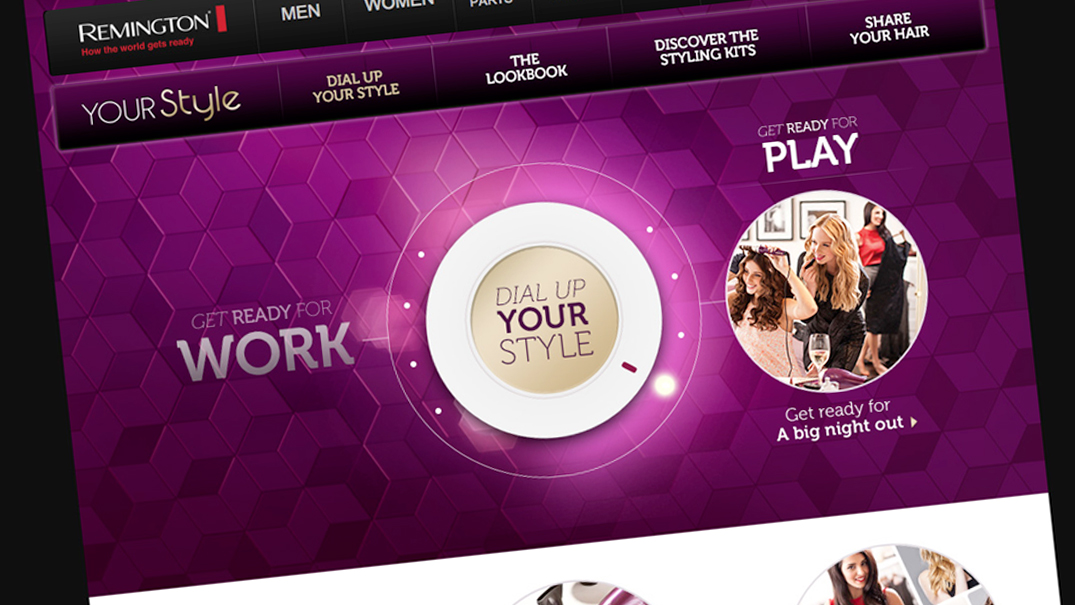 REMINGTON
How the world gets ready
MEN
WOMEN
PARTS
YOUR Style
DIAL UP
YOUR STYLE
THE
LOOKBOOK
DISCOVER THE
STYLING KITS
SHARE
YOUR HAIR
GET READY FOR
PLAY
GET READY FOR
WORK
DIAL UP
YOUR
STYLE
Get ready for
A big night out